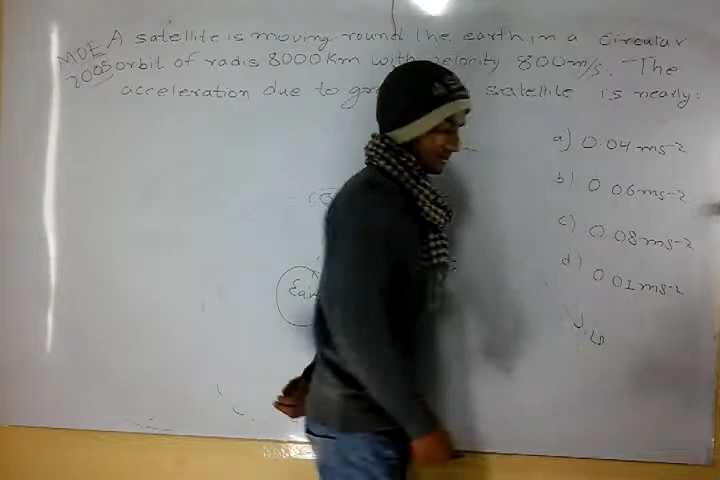 MOE A satellite is moving round the earth in a circular
2005 orbit of radis 8000 Km with velocity 800m/s. The
acceleration due to satellite is nearly:
a) 0.04 ms-2
b) 0 06 ms-2
c) 0 08 ms-2
d) 0 01 ms-2